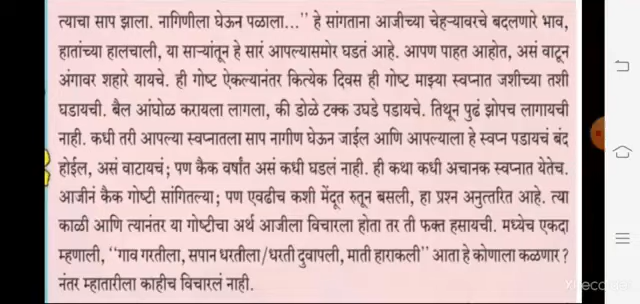 त्याचा साप झाला. नागिणीला घेऊन पळाला...” हे सांगताना आजीच्या चेहऱ्यावरचे बदलणारे भाव,
हातांच्या हालचाली, या साऱ्यांतून हे सारं आपल्यासमोर घडतं आहे. आपण पाहत आहोत, असं वाटून
अंगावर शहारे यायचे. ही गोष्ट ऐकल्यानंतर कित्येक दिवस ही गोष्ट माझ्या स्वप्नात जशीच्या तशी
घडायची. बैल आंघोळ करायला लागला, की डोळे टक्क उघडे पडायचे. तिथून पुढं झोपच लागायची
नाही. कधी तरी आपल्या स्वप्नातला साप नागीण घेऊन जाईल आणि आपल्याला हे स्वप्न पडायचं बंद
होईल, असं वाटायचं; पण कैक वर्षांत असं कधी घडलं नाही. ही कथा कधी अचानक स्वप्नात येतेच.
आजीनं कैक गोष्टी सांगितल्या; पण एवढीच कशी मेंदूत रुतून बसली, हा प्रश्न अनुत्तरित आहे. त्या
काळी आणि त्यानंतर या गोष्टीचा अर्थ आजीला विचारला होता तर ती फक्त हसायची. मध्येच एकदा
म्हणाली, “गाव गरतीला, सपान धरतीला/धरती दुवापली, माती हाराकली” आता हे कोणाला कळणार ?
नंतर म्हातारीला काहीच विचारलं नाही.